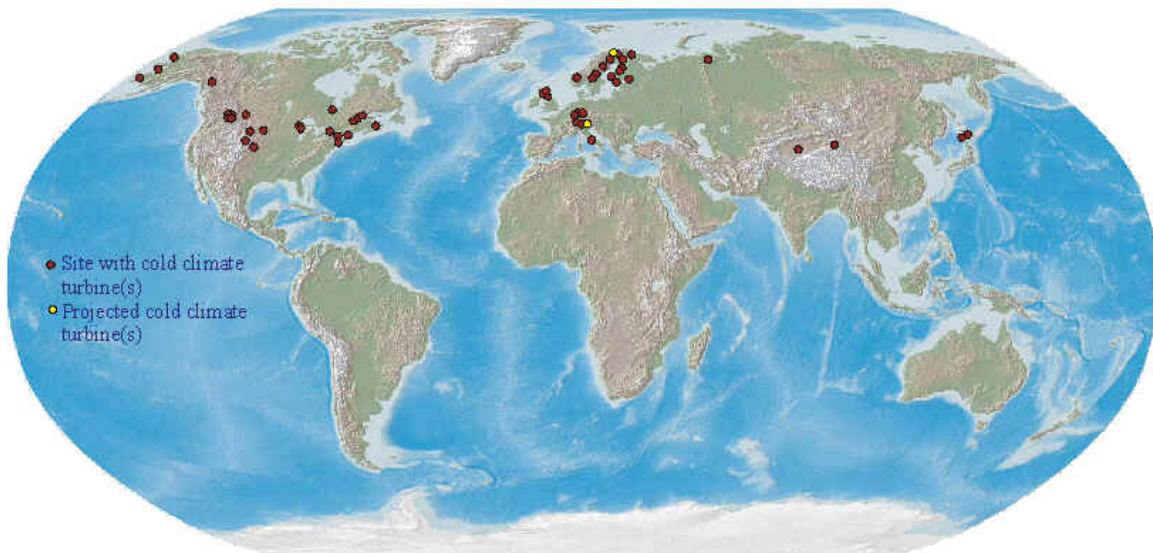 Site with cold climate
turbine(s)
Projected cold climate
turbine(s)